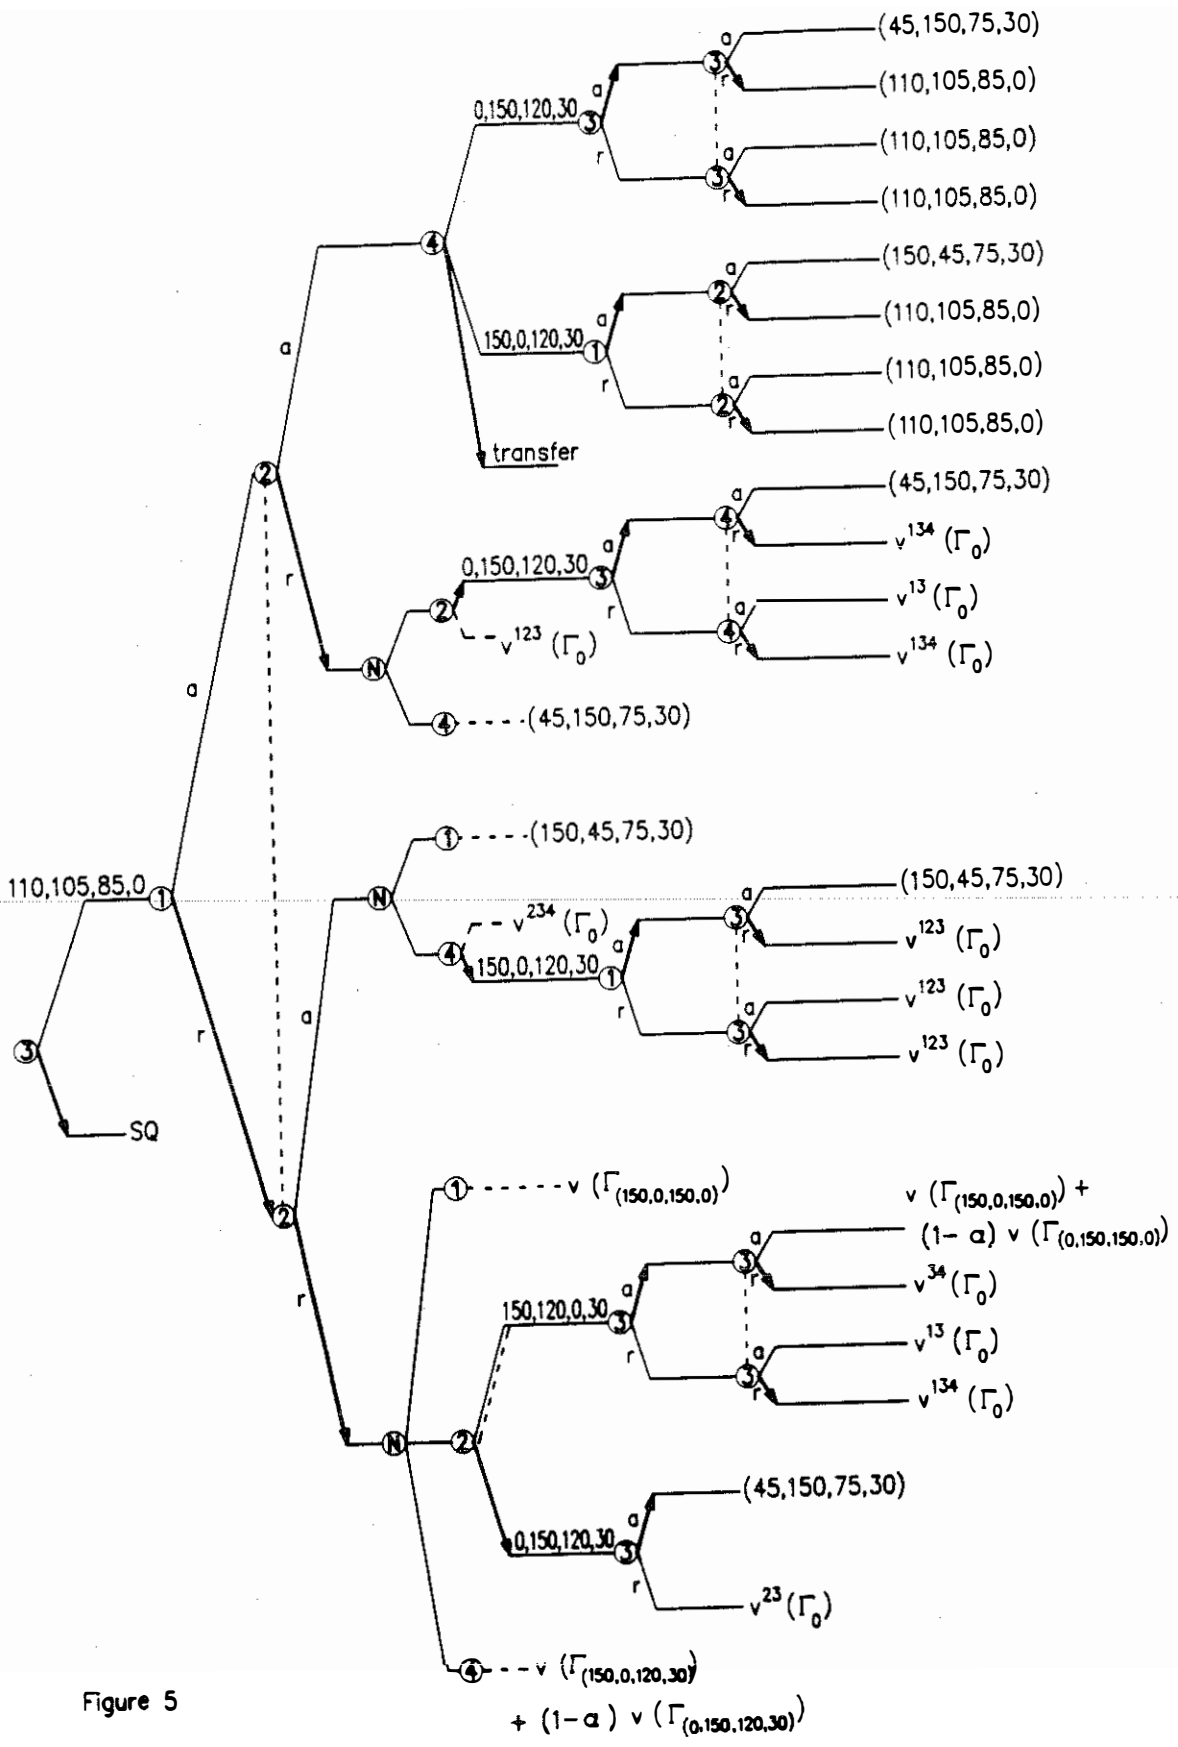 a (45,150,75,30)
3
a r (110,105,85,0)
0,150,120,30 3
r a (110,105,85,0)
3
r (110,105,85,0)
4
a (150,45,75,30)
a 2
r (110,105,85,0)
150,0,120,30 1
a r a (110,105,85,0)
2
r (110,105,85,0)
transfer
2 a (45,150,75,30)
a 4
r v^134 (Γ_0)
0,150,120,30 3
r 2 r a v^13 (Γ_0)
v^123 (Γ_0) 4
r v^134 (Γ_0)
N
a
4 (45,150,75,30)
1 (150,45,75,30)
110,105,85,0 1 N a (150,45,75,30)
v^234 (Γ_0) 3
4 a r v^123 (Γ_0)
150,0,120,30 1
a r a v^123 (Γ_0)
r 3
3 r v^123 (Γ_0)
SQ
1 v (Γ_(150,0,150,0)) v (Γ_(150,0,150,0)) +
2 a (1- α) v (Γ_(0,150,150,0))
3
a r v^34 (Γ_0)
r 150,120,0,30 3
r a v^13 (Γ_0)
3
r v^134 (Γ_0)
N 2
(45,150,75,30)
a
0,150,120,30 3
r
v^23 (Γ_0)
4 v (Γ_(150,0,120,30))
Figure 5
+ (1- α) v (Γ_(0,150,120,30))